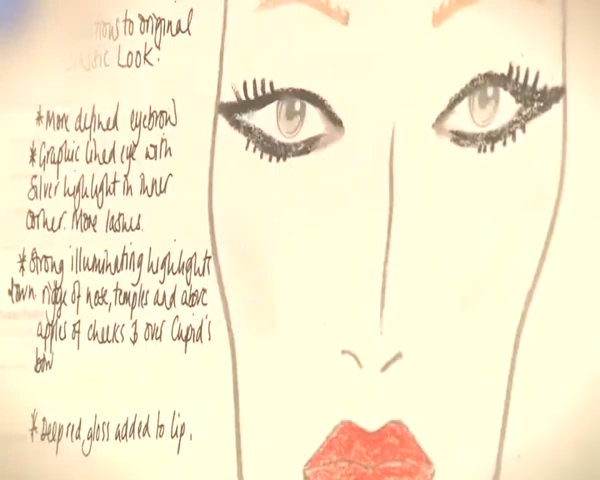 to original
Look.
*More defined eyebrow
*Graphic lined eye with
Silver highlight in inner
corner. More lashes.
*Strong illuminating highlights
down ridge of nose, temples and above
apples of cheeks & over Cupid's
bow
*Deep red gloss added to lip.